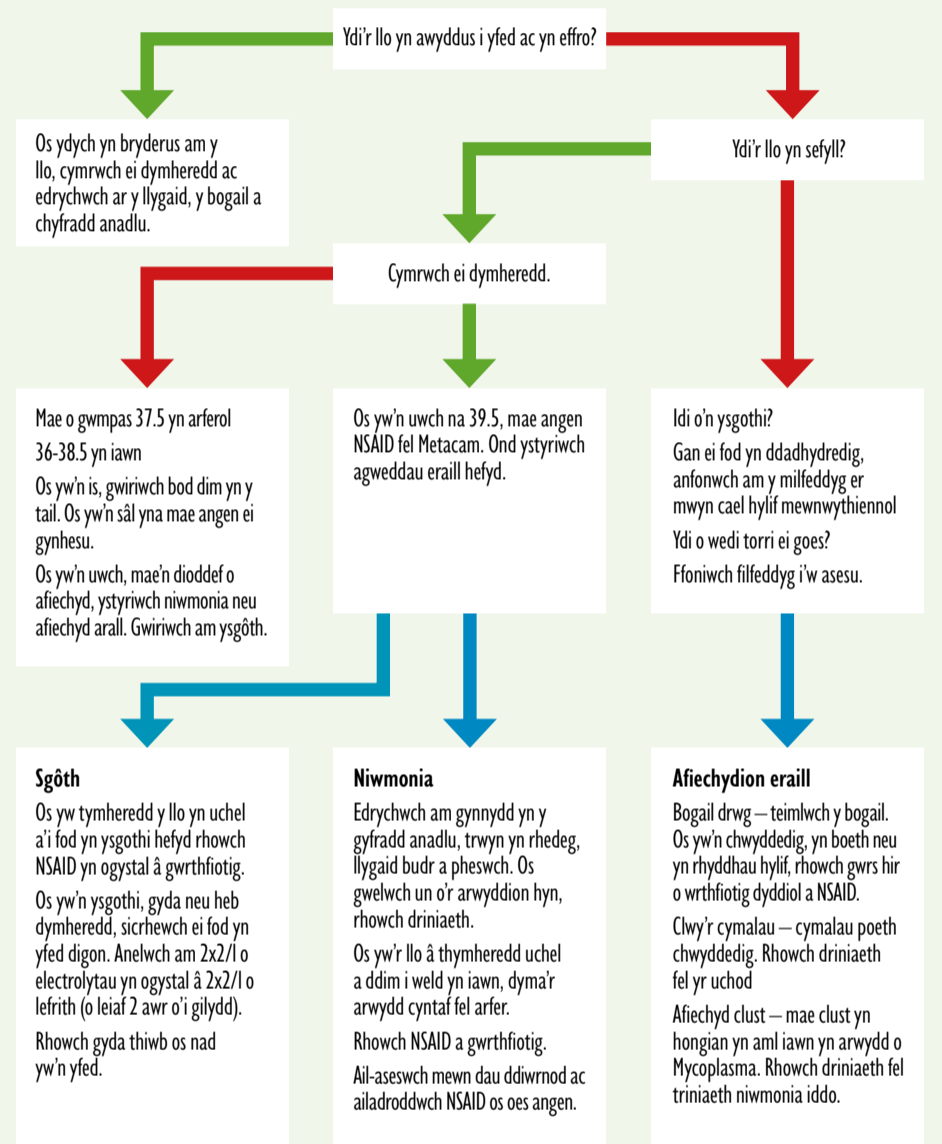 Ydi'r llo yn awyddus i yfed ac yn effro?
Os ydych yn bryderus am y
llo, cymrwch ei dymheredd ac
edrychwch ar y llygaid, y bogail a
chyfradd anadlu.
Ydi'r llo yn sefyll?
Cymrwch ei dymheredd.
Mae o gwmpas 37.5 yn arferol
36-38.5 yn iawn
Os yw'n is, gwiriwch bod dim yn y
tail. Os yw'n sâl yna mae angen ei
gynhesu.
Os yw'n uwch, mae'n dioddef o
afiechyd, ystyriwch niwmonia neu
afiechyd arall. Gwiriwch am ysgôth.
Os yw'n uwch na 39.5, mae angen
NSAID fel Metacam. Ond ystyriwch
agweddau eraill hefyd.
Idi o'n ysgothi?
Gan ei fod yn ddadhydredig,
anfonwch am y milfeddyg er
mwyn cael hylif mewnwythiennol
Ydi o wedi torri ei goes?
Ffoniwch filfeddyg i'w asesu.
Sgôth
Os yw tymheredd y llo yn uchel
a'i fod yn ysgothi hefyd rhowch
NSAID yn ogystal â gwrthfiotig.
Os yw'n ysgothi, gyda neu heb
dymheredd, sicrhewch ei fod yn
yfed digon. Anelwch am 2x2/l o
electrolytau yn ogystal â 2x2/l o
lefrith (o leiaf 2 awr o'i gilydd).
Rhowch gyda thiwb os nad
yw'n yfed.
Niwmonia
Edrychwch am gynnydd yn y
gyfradd anadlu, trwyn yn rhedeg,
llygaid budr a pheswch. Os
gwelwch un o'r arwyddion hyn,
rhowch driniaeth.
Os yw'r llo â thymheredd uchel
a ddim i weld yn iawn, dyma'r
arwydd cyntaf fel arfer.
Rhowch NSAID a gwrthfiotig.
Ail-aseswch mewn dau ddiwrnod ac
ailadroddwch NSAID os oes angen.
Afiechydion eraill
Bogail drwg – teimlwch y bogail.
Os yw'n chwyddedig, yn boeth neu
yn rhyddhau hylif, rhowch gwrs hir
o wrthfiotig dyddiol a NSAID.
Clwy'r cymalau – cymalau poeth
chwyddedig. Rhowch driniaeth
fel yr uchod
Afiechyd clust – mae clust yn
hongian yn aml iawn yn arwydd o
Mycoplasma. Rhowch driniaeth fel
triniaeth niwmonia iddo.